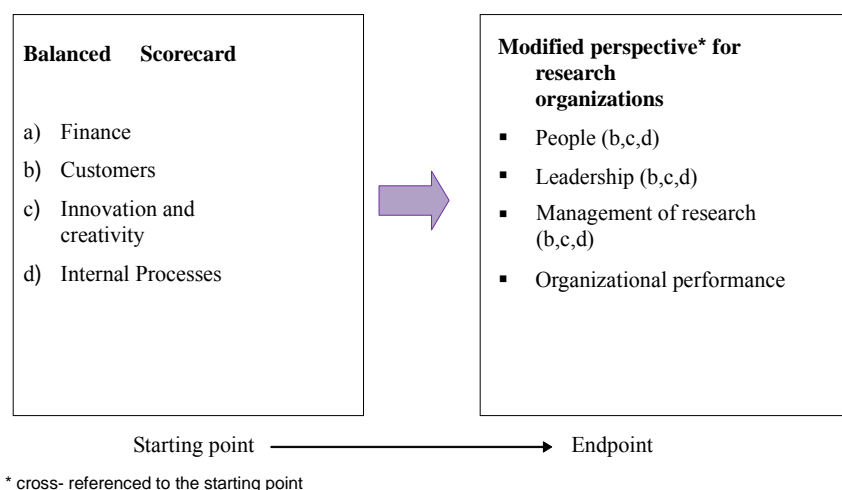 Balanced Scorecard
a) Finance
b) Customers
c) Innovation and
creativity
d) Internal Processes
Modified perspective* for
research
organizations
▪ People (b,c,d)
▪ Leadership (b,c,d)
▪ Management of research
(b,c,d)
▪ Organizational performance
Starting point
Endpoint
* cross- referenced to the starting point